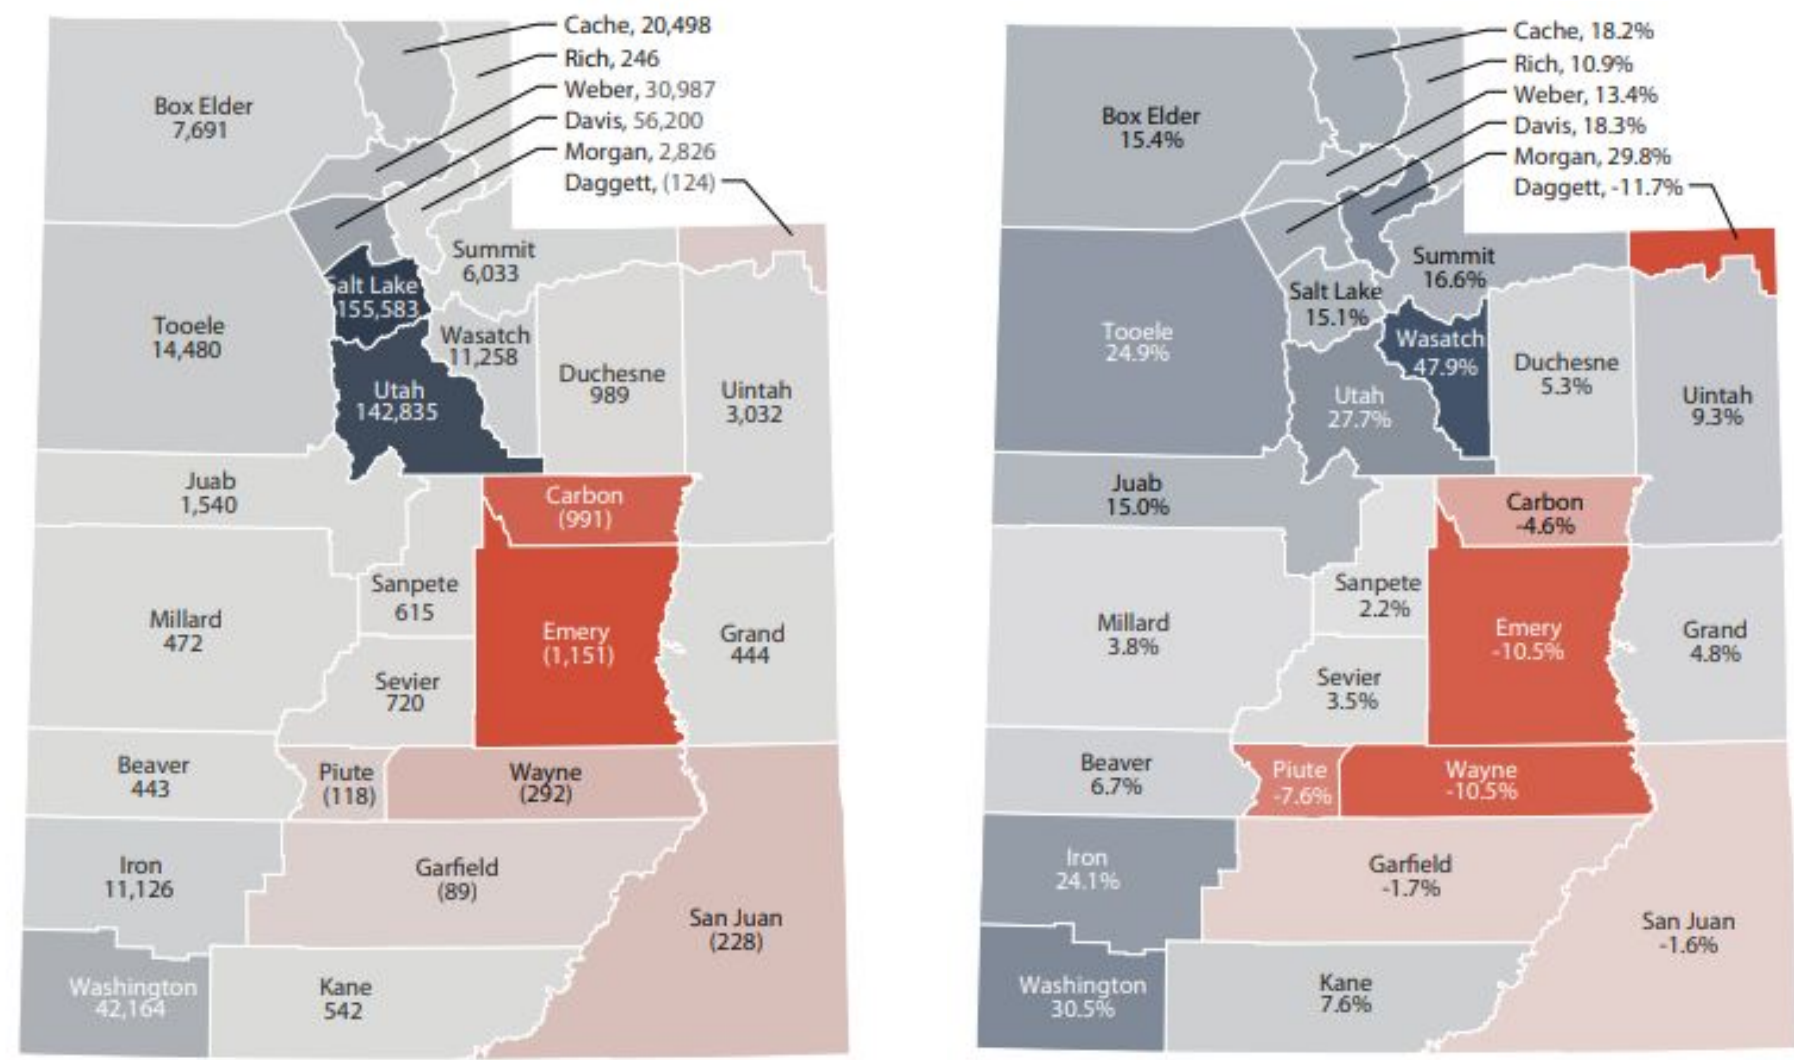 Cache, 20,498
Rich, 246
Weber, 30,987
Davis, 56,200
Morgan, 2,826
Daggett, (124)
Box Elder
7,691
Summit
6,033
Salt Lake
155,583
Tooele
14,480
Wasatch
11,258
Utah
142,835
Duchesne
989
Uintah
3,032
Juab
1,540
Carbon
(991)
Sanpete
615
Millard
472
Emery
(1,151)
Grand
444
Sevier
720
Beaver
443
Piute
(118)
Wayne
(292)
Iron
11,126
Garfield
(89)
San Juan
(228)
Washington
42,164
Kane
542
Cache, 18.2%
Rich, 10.9%
Weber, 13.4%
Davis, 18.3%
Morgan, 29.8%
Daggett, -11.7%
Box Elder
15.4%
Summit
16.6%
Salt Lake
15.1%
Tooele
24.9%
Wasatch
47.9%
Utah
27.7%
Duchesne
5.3%
Uintah
9.3%
Juab
15.0%
Carbon
-4.6%
Sanpete
2.2%
Millard
3.8%
Emery
-10.5%
Grand
4.8%
Sevier
3.5%
Beaver
6.7%
Piute
-7.6%
Wayne
-10.5%
Iron
24.1%
Garfield
-1.7%
San Juan
-1.6%
Washington
30.5%
Kane
7.6%